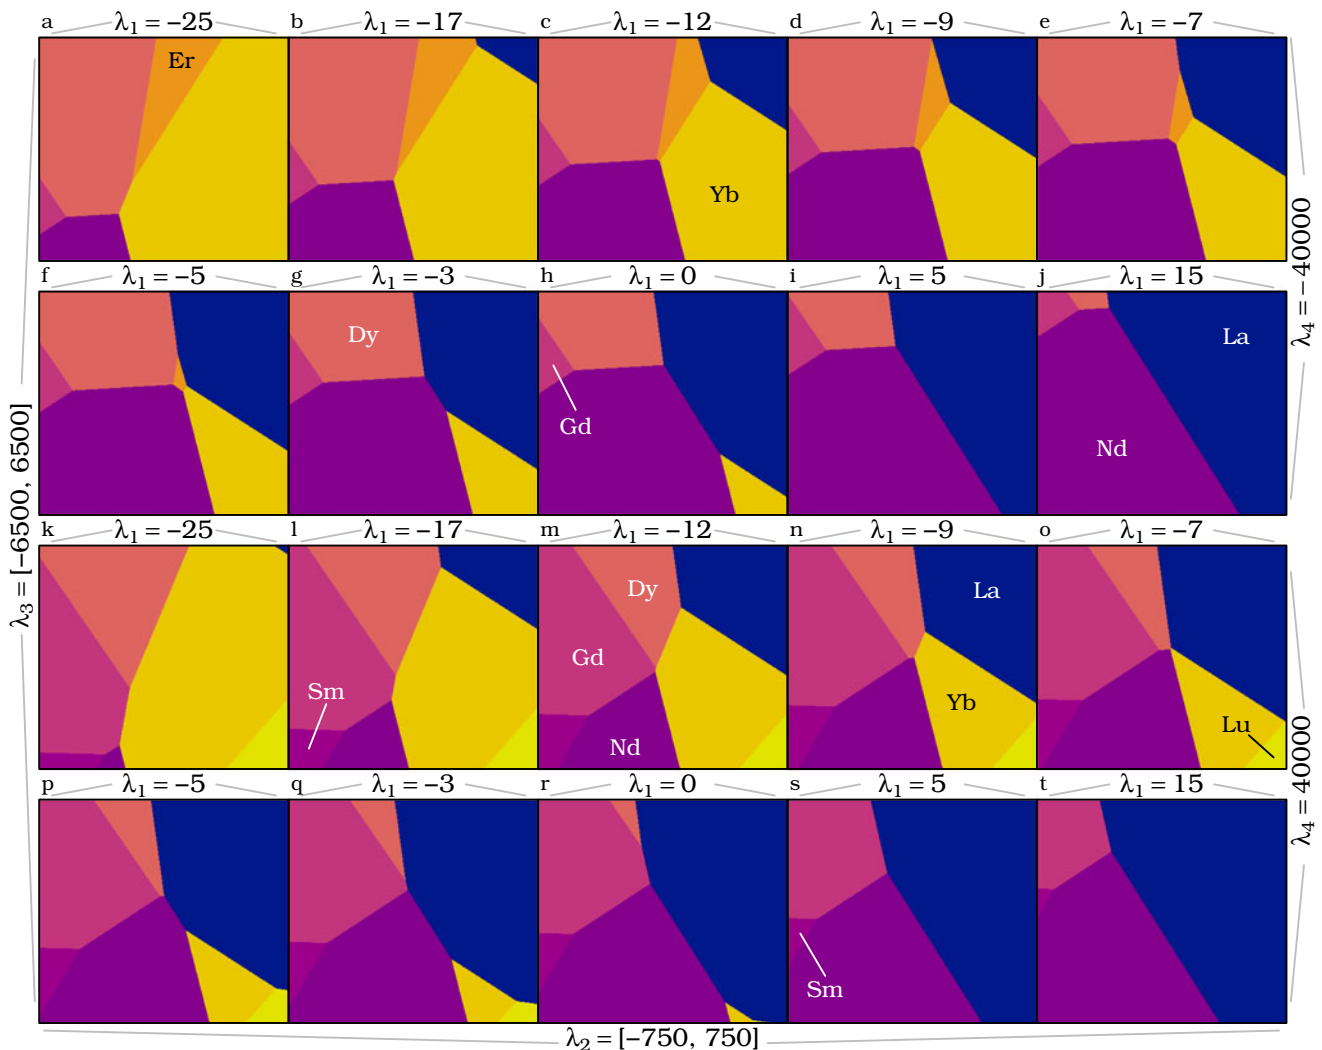 a λ1 = −25 b λ1 = −17 c λ1 = −12 d λ1 = −9 e λ1 = −7
Er
Yb
f λ1 = −5 g λ1 = −3 h λ1 = 0 i λ1 = 5 j λ1 = 15
Dy
La
Gd
Nd
k λ1 = −25 l λ1 = −17 m λ1 = −12 n λ1 = −9 o λ1 = −7
Dy
La
Gd
Sm
Yb
Lu
Nd
p λ1 = −5 q λ1 = −3 r λ1 = 0 s λ1 = 5 t λ1 = 15
Sm
λ2 = [−750, 750]
λ3 = [−6500, 6500]
λ4 = −40000
λ4 = 40000